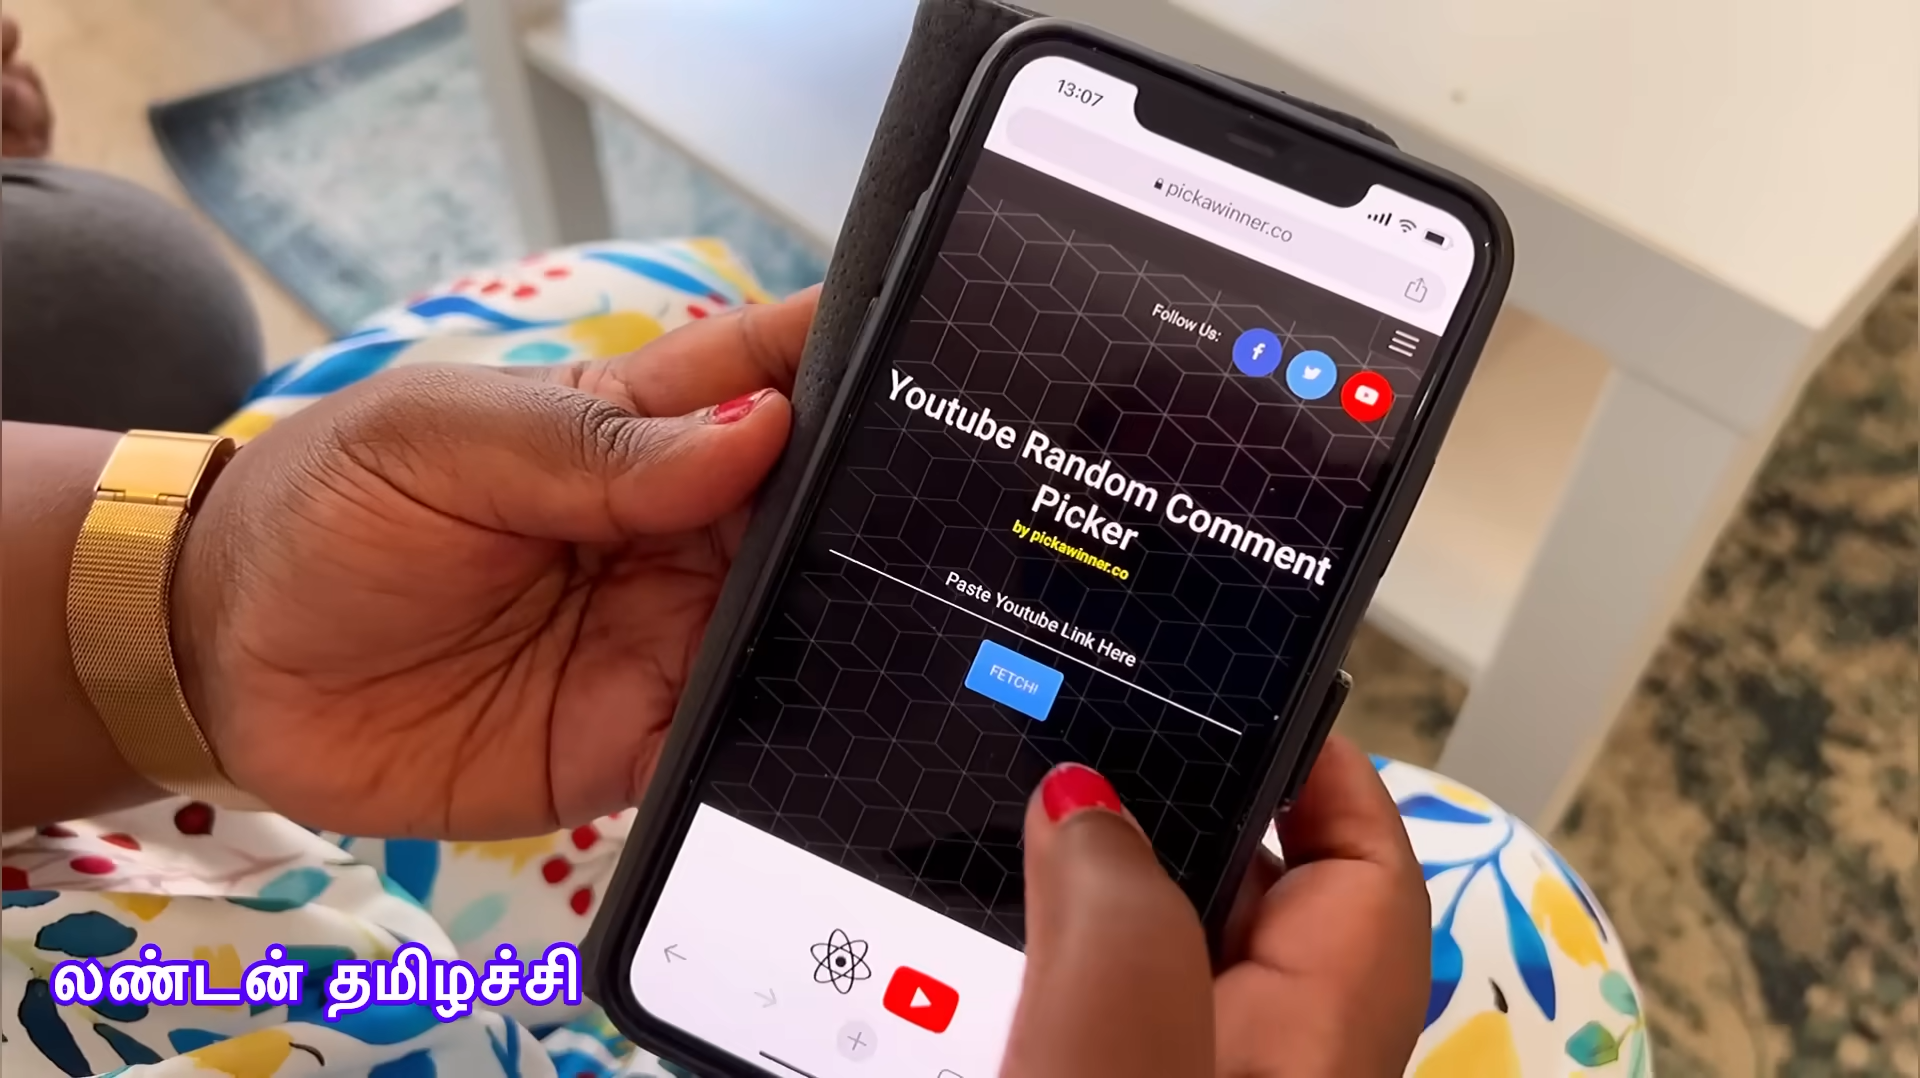 13:07
pickawinner.co
Follow Us:
Youtube Random Comment
Picker
by pickawinner.co
Paste Youtube Link Here
FETCH!
லண்டன் தமிழச்சி